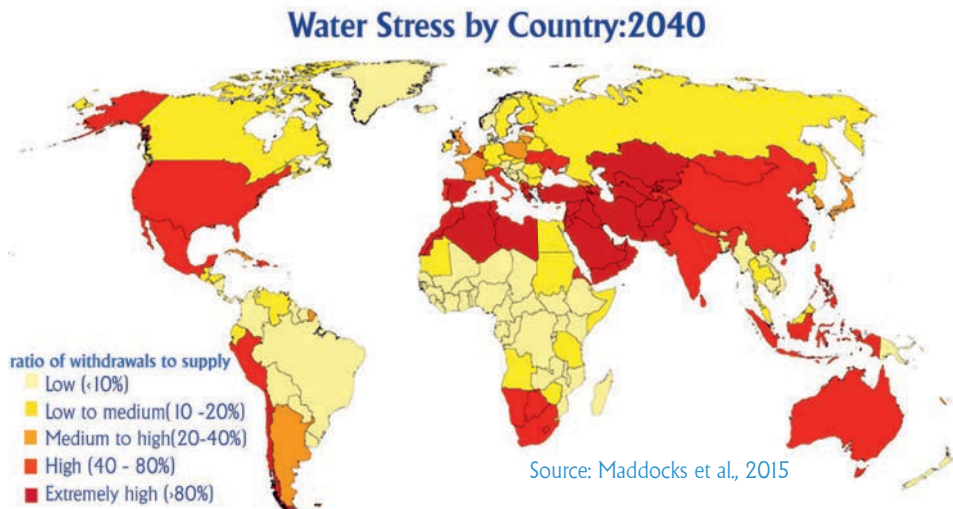 Water Stress by Country:2040
ratio of withdrawals to supply
Low (<10%)
Low to medium(10 -20%)
Medium to high(20-40%)
High (40 - 80%)
Extremely high (>80%)
Source: Maddocks et al., 2015